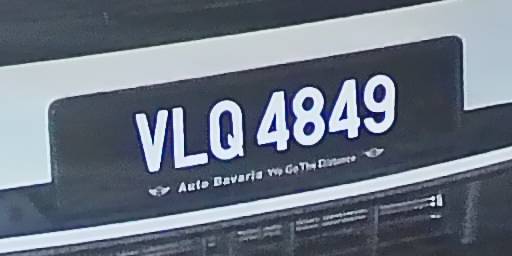 VLQ 4849
Auto Bavaria We Go The Distance